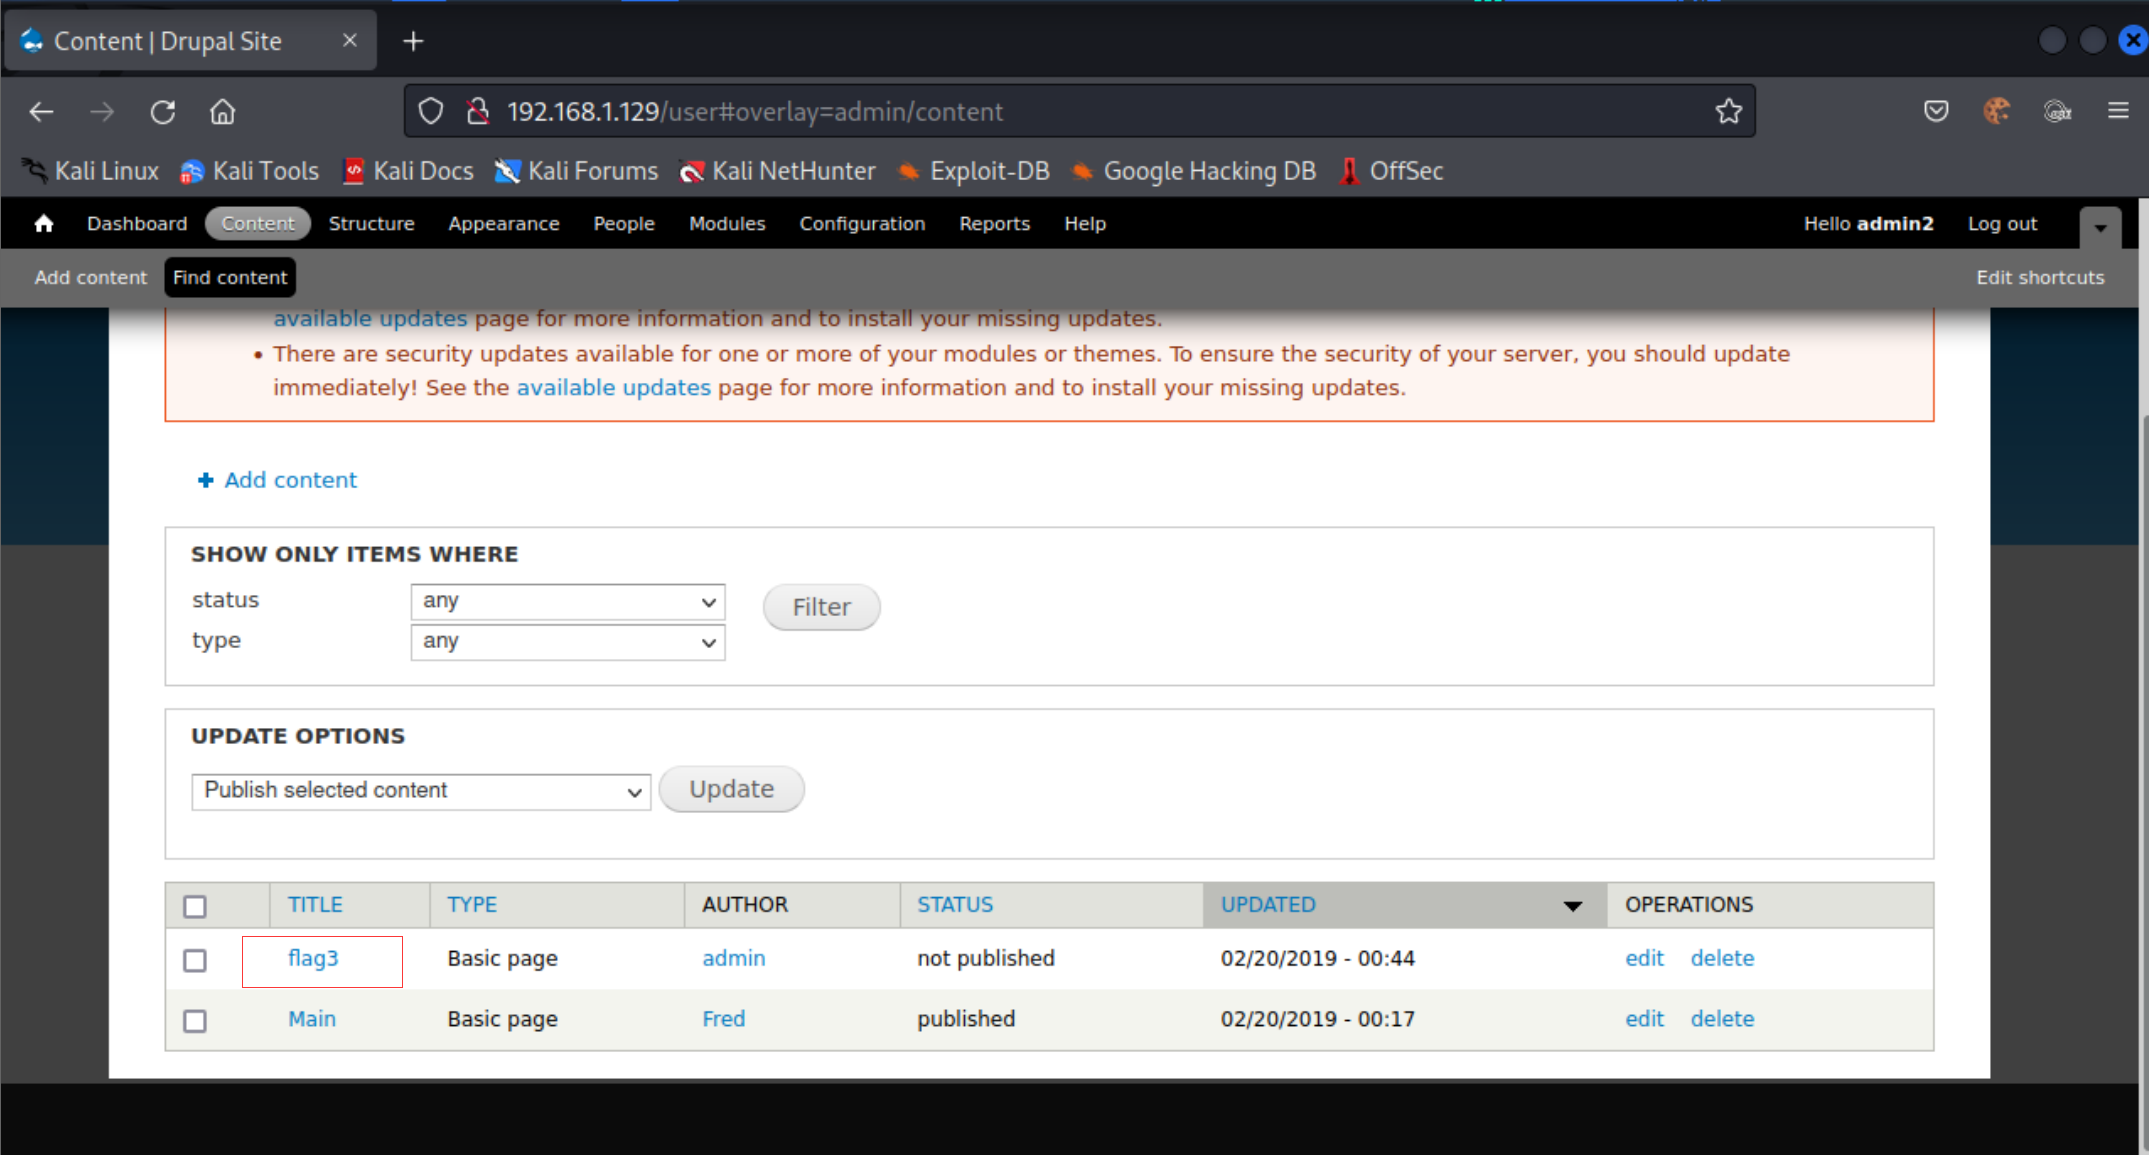 Content | Drupal Site
192.168.1.129/user#overlay=admin/content
Kali Linux Kali Tools Kali Docs Kali Forums Kali NetHunter Exploit-DB Google Hacking DB OffSec
Dashboard Content Structure Appearance People Modules Configuration Reports Help Hello admin2 Log out
Add content Find content Edit shortcuts
available updates page for more information and to install your missing updates.
• There are security updates available for one or more of your modules or themes. To ensure the security of your server, you should update
immediately! See the available updates page for more information and to install your missing updates.
+ Add content
SHOW ONLY ITEMS WHERE
status any Filter
type any
UPDATE OPTIONS
Publish selected content Update
TITLE TYPE AUTHOR STATUS UPDATED OPERATIONS
flag3 Basic page admin not published 02/20/2019 - 00:44 edit delete
Main Basic page Fred published 02/20/2019 - 00:17 edit delete